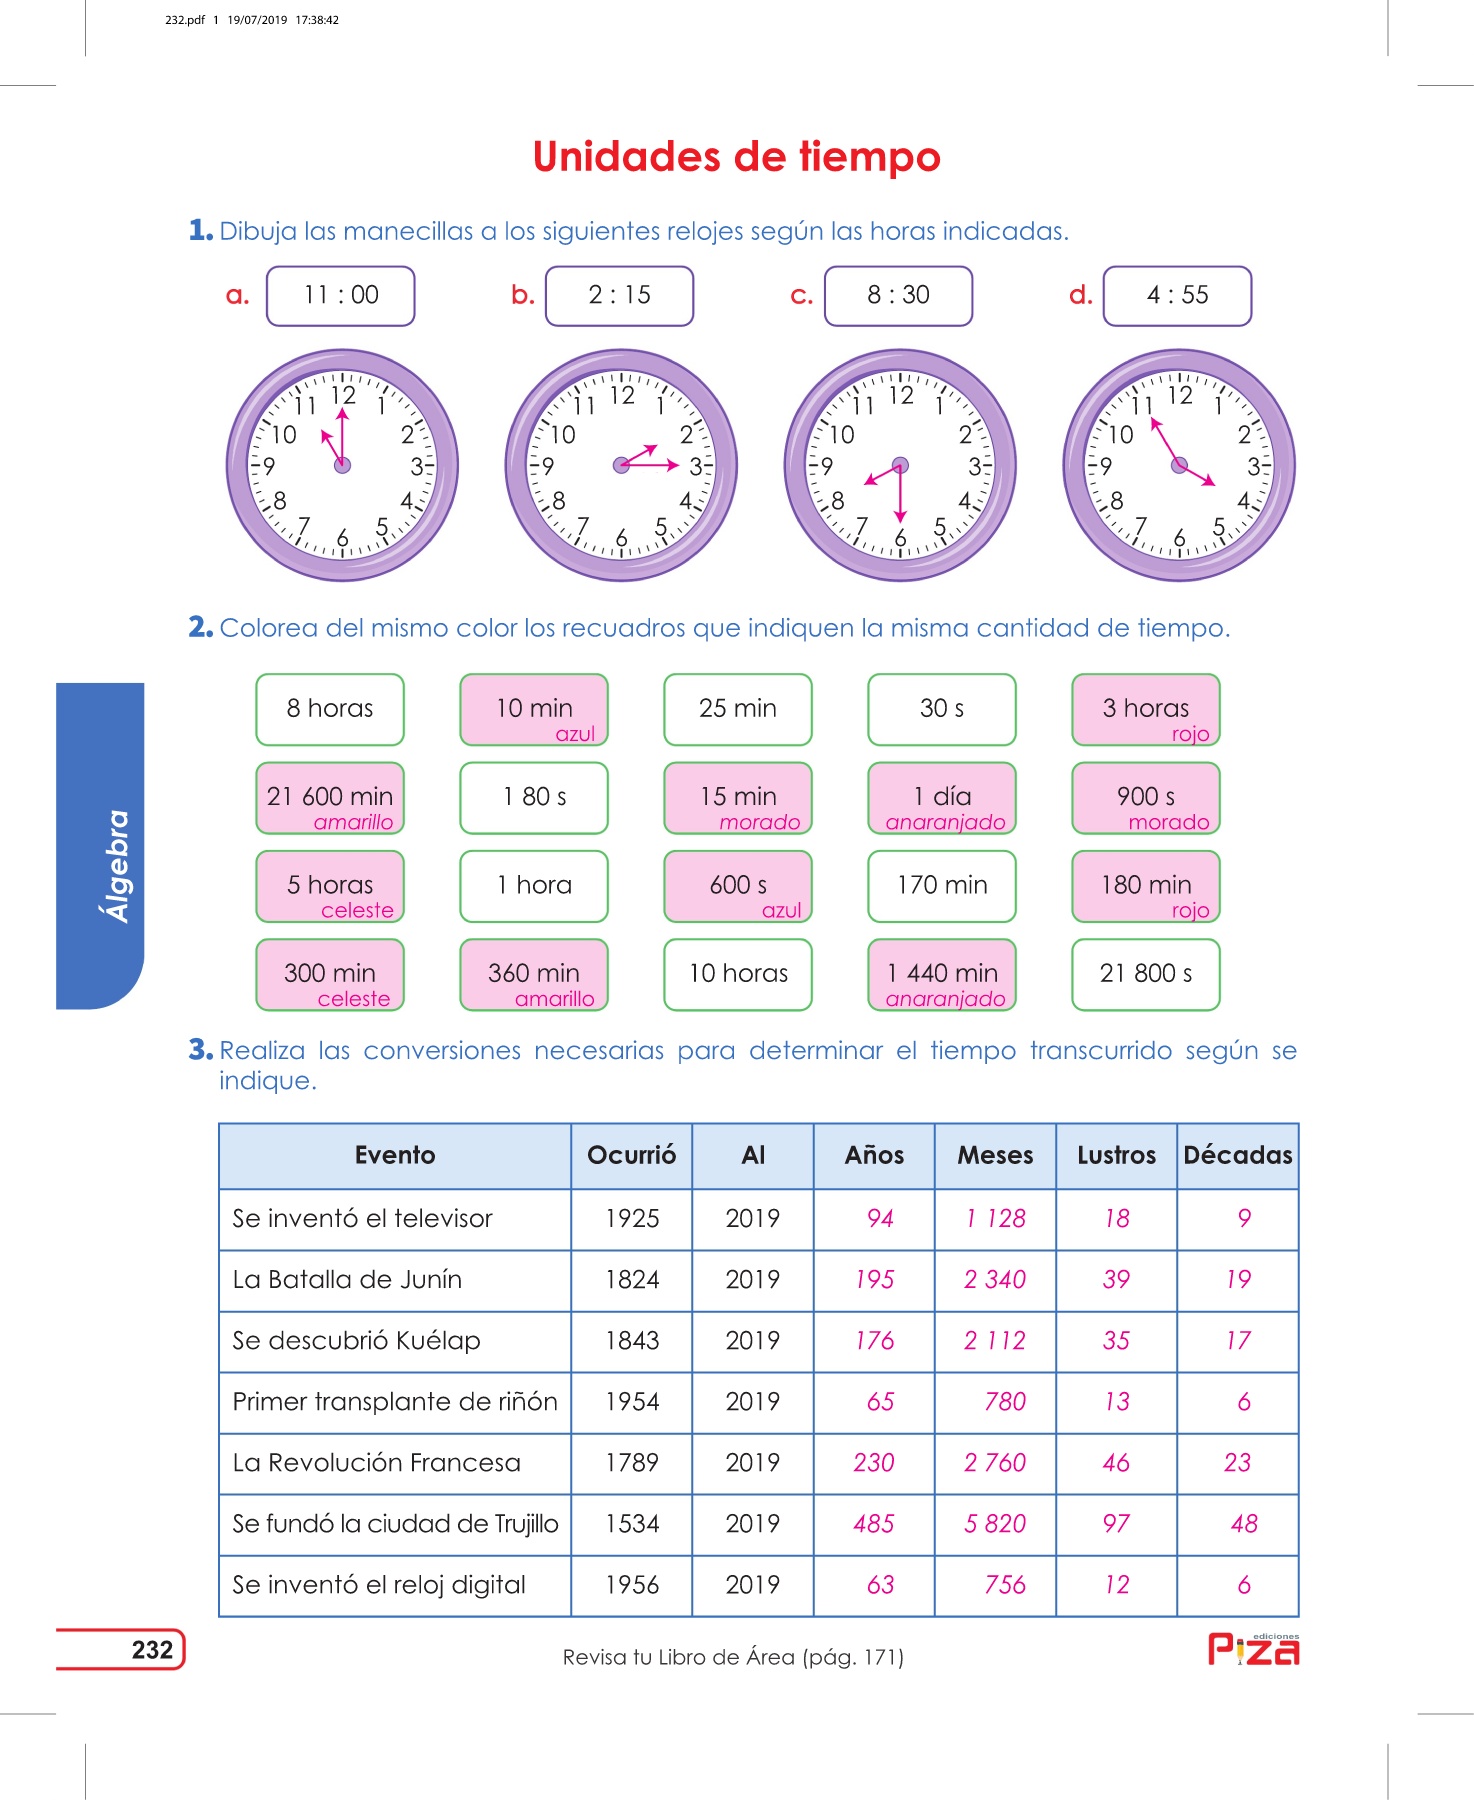 232.pdf 1 19/07/2019 17:38:42
Unidades de tiempo
1. Dibuja las manecillas a los siguientes relojes según las horas indicadas.
a. 11 : 00 b. 2 : 15 c. 8 : 30 d. 4 : 55
12 1 2 3 4 5 6 7 8 9 10 11
12 1 2 3 4 5 6 7 8 9 10 11
12 1 2 3 4 5 6 7 8 9 10 11
12 1 2 3 4 5 6 7 8 9 10 11
2. Colorea del mismo color los recuadros que indiquen la misma cantidad de tiempo.
8 horas 10 min 25 min 30 s 3 horas
azul rojo
21 600 min 1 80 s 15 min 1 día 900 s
amarillo morado anaranjado morado
5 horas 1 hora 600 s 170 min 180 min
celeste azul rojo
300 min 360 min 10 horas 1 440 min 21 800 s
celeste amarillo anaranjado
Álgebra
3. Realiza las conversiones necesarias para determinar el tiempo transcurrido según se
indique.
Evento Ocurrió Al Años Meses Lustros Décadas
Se inventó el televisor 1925 2019 94 1 128 18 9
La Batalla de Junín 1824 2019 195 2 340 39 19
Se descubrió Kuélap 1843 2019 176 2 112 35 17
Primer transplante de riñón 1954 2019 65 780 13 6
La Revolución Francesa 1789 2019 230 2 760 46 23
Se fundó la ciudad de Trujillo 1534 2019 485 5 820 97 48
Se inventó el reloj digital 1956 2019 63 756 12 6
232
Revisa tu Libro de Área (pág. 171)
ediciones
Piza